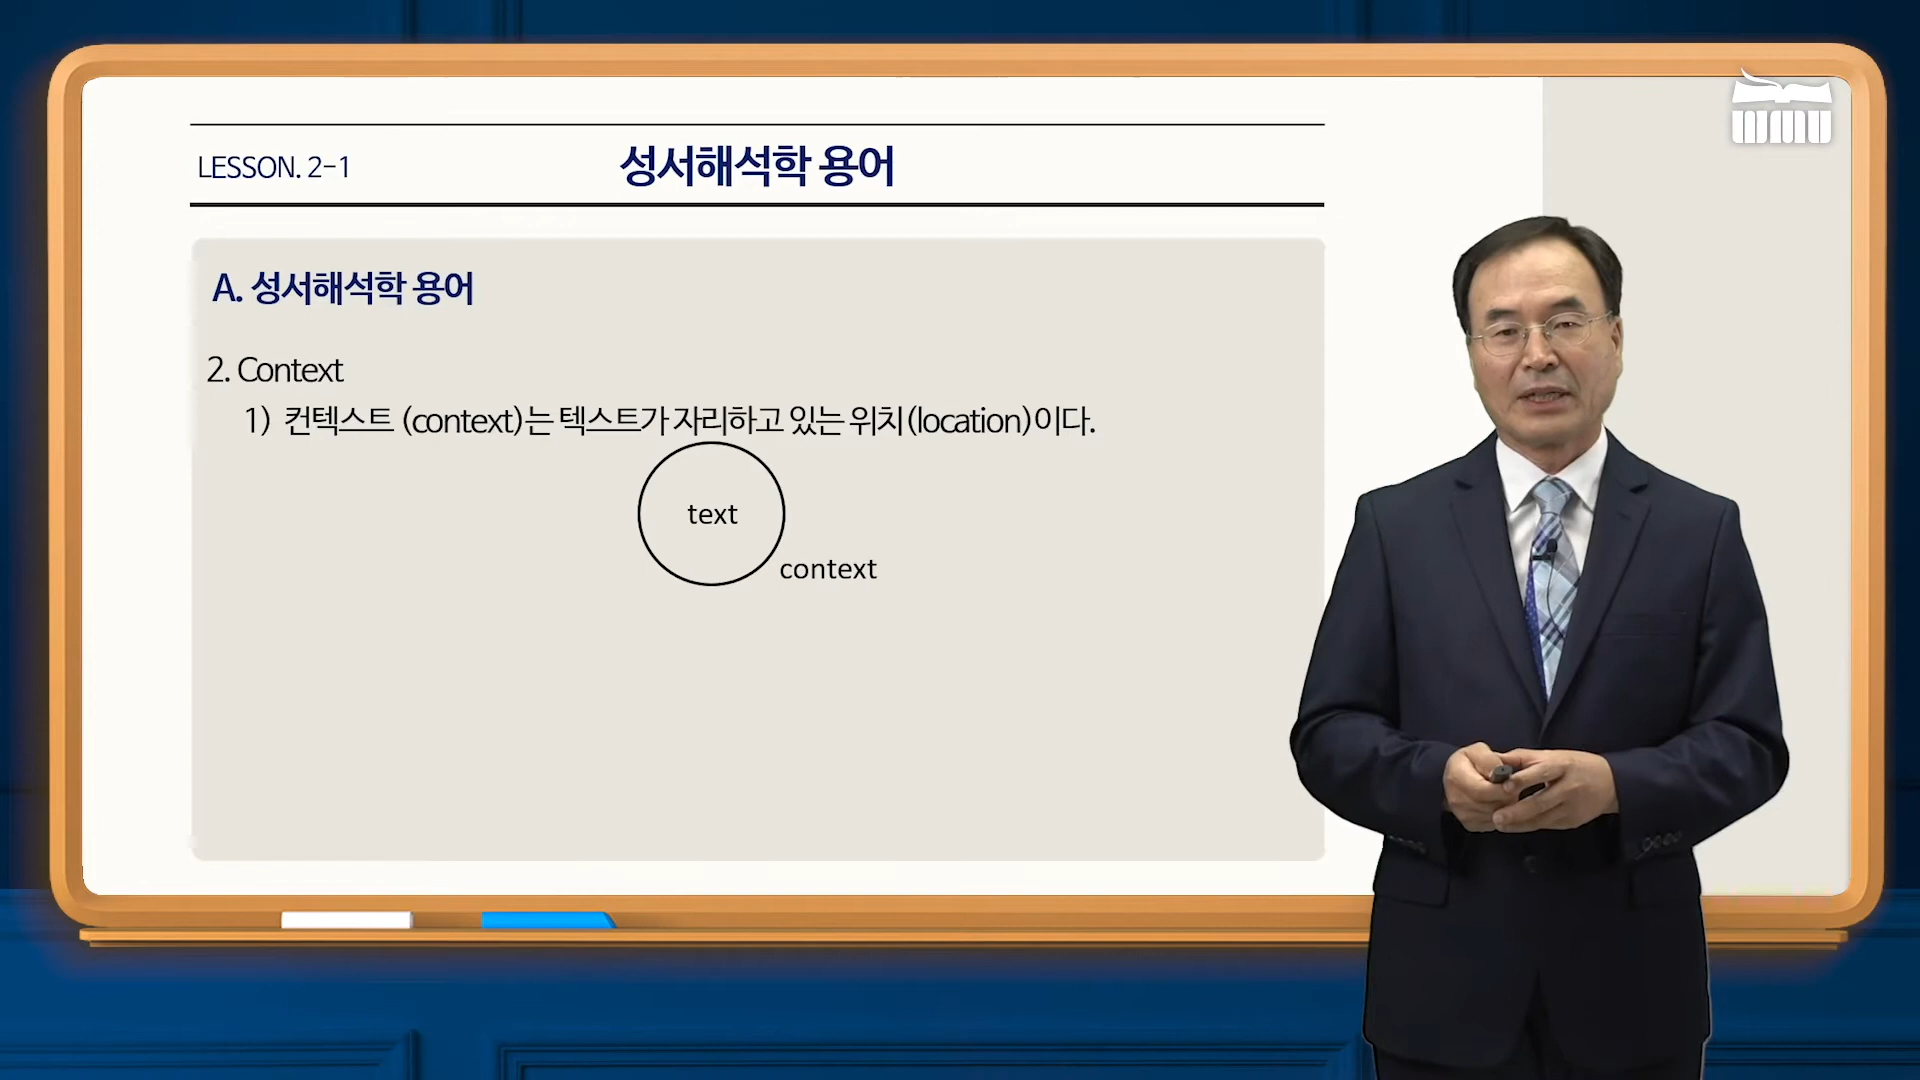 LESSON. 2-1
성서해석학 용어
A. 성서해석학 용어
2. Context
1) 컨텍스트 (context)는 텍스트가 자리하고 있는 위치(location)이다.
text
context